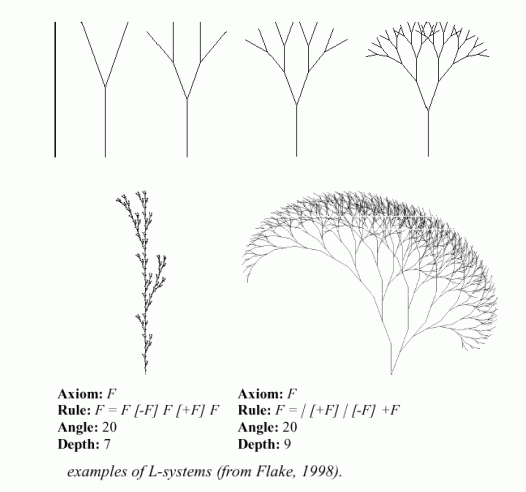 Axiom: F
Rule: F = F [-F] F [+F] F
Angle: 20
Depth: 7
Axiom: F
Rule: F = | [+F] | [-F] +F
Angle: 20
Depth: 9
examples of L-systems (from Flake, 1998).